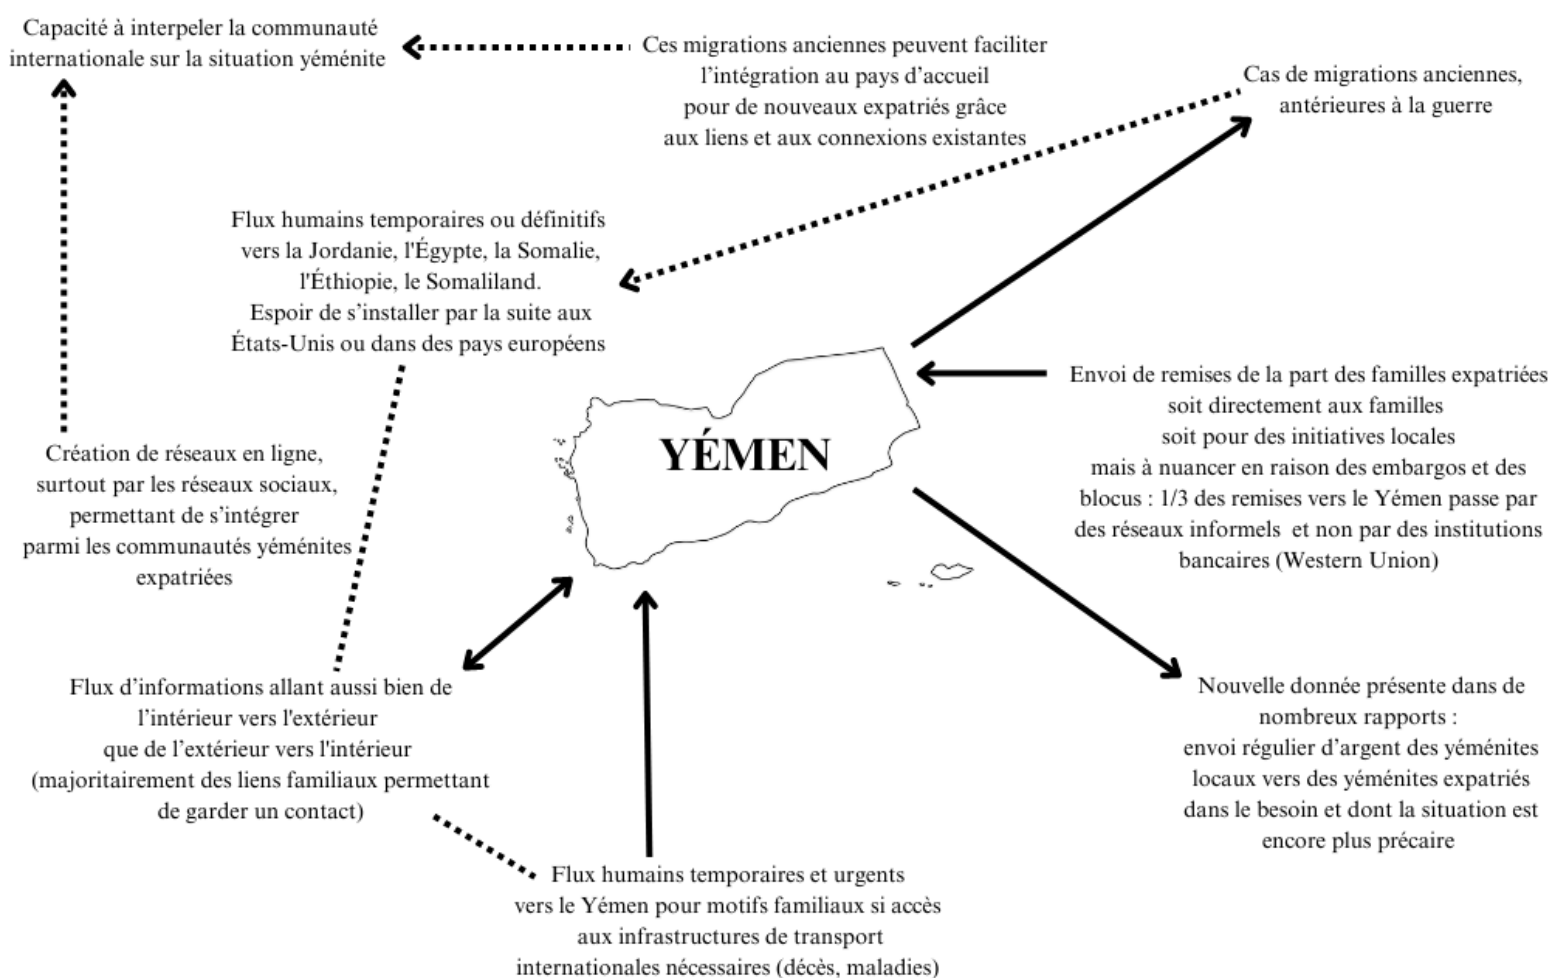 Capacité à interpeler la communauté
internationale sur la situation yéménite
Ces migrations anciennes peuvent faciliter
l’intégration au pays d’accueil
pour de nouveaux expatriés grâce
aux liens et aux connexions existantes
Cas de migrations anciennes,
antérieures à la guerre
Flux humains temporaires ou définitifs
vers la Jordanie, l'Égypte, la Somalie,
l'Éthiopie, le Somaliland.
Espoir de s’installer par la suite aux
États-Unis ou dans des pays européens
YÉMEN
Envoi de remises de la part des familles expatriées
soit directement aux familles
soit pour des initiatives locales
mais à nuancer en raison des embargos et des
blocus : 1/3 des remises vers le Yémen passe par
des réseaux informels et non par des institutions
bancaires (Western Union)
Création de réseaux en ligne,
surtout par les réseaux sociaux,
permettant de s’intégrer
parmi les communautés yéménites
expatriées
Flux d’informations allant aussi bien de
l’intérieur vers l'extérieur
que de l’extérieur vers l'intérieur
(majoritairement des liens familiaux permettant
de garder un contact)
Nouvelle donnée présente dans de
nombreux rapports :
envoi régulier d’argent des yéménites
locaux vers des yéménites expatriés
dans le besoin et dont la situation est
encore plus précaire
Flux humains temporaires et urgents
vers le Yémen pour motifs familiaux si accès
aux infrastructures de transport
internationales nécessaires (décès, maladies)